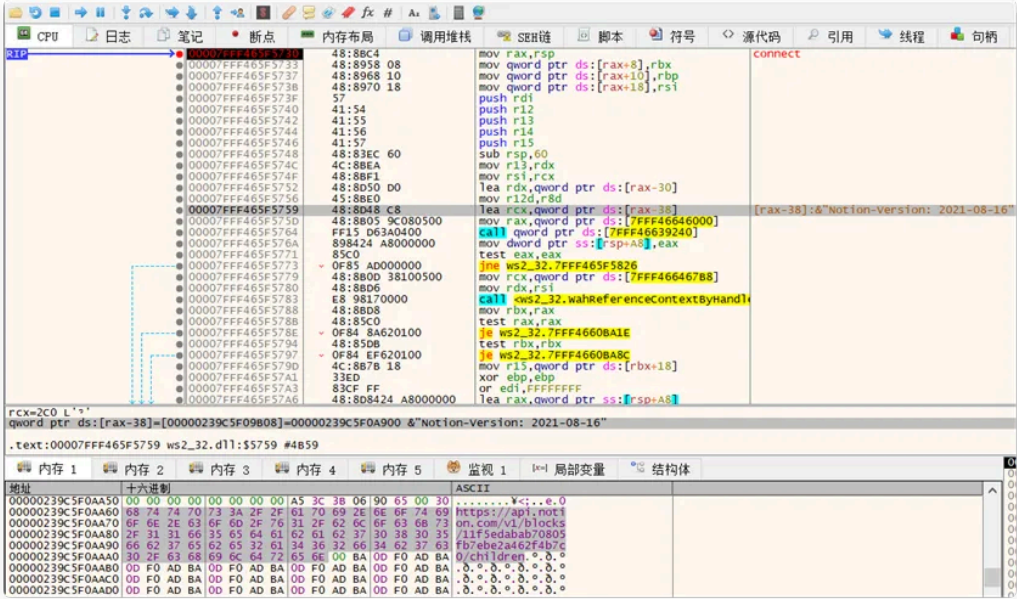 CPU 日志 笔记 断点 内存布局 调用堆栈 SEH链 脚本 符号 源代码 引用 线程 句柄
RIP 00007FFF465F5730 48:8BC4 mov rax,rsp connect
00007FFF465F5733 48:8958 08 mov qword ptr ds:[rax+8],rbx
00007FFF465F5737 48:8968 10 mov qword ptr ds:[rax+10],rbp
00007FFF465F573B 48:8970 18 mov qword ptr ds:[rax+18],rsi
00007FFF465F573F 57 push rdi
00007FFF465F5740 41:54 push r12
00007FFF465F5742 41:55 push r13
00007FFF465F5744 41:56 push r14
00007FFF465F5746 41:57 push r15
00007FFF465F5748 48:83EC 60 sub rsp,60
00007FFF465F574C 4C:8BEA mov r13,rdx
00007FFF465F574F 48:8BF1 mov rsi,rcx
00007FFF465F5752 48:8D50 D0 lea rdx,qword ptr ds:[rax-30]
00007FFF465F5756 45:8BE0 mov r12d,r8d
00007FFF465F5759 48:8D48 C8 lea rcx,qword ptr ds:[rax-38] [rax-38]:&"Notion-Version: 2021-08-16"
00007FFF465F575D 48:8B05 9C080500 mov rax,qword ptr ds:[7FFF46646000]
00007FFF465F5764 FF15 D63A0400 call qword ptr ds:[7FFF46639240]
00007FFF465F576A 898424 A8000000 mov dword ptr ss:[rsp+A8],eax
00007FFF465F5771 85C0 test eax,eax
00007FFF465F5773 0F85 AD000000 jne ws2_32.7FFF465F5826
00007FFF465F5779 48:8B0D 38100500 mov rcx,qword ptr ds:[7FFF466467B8]
00007FFF465F5780 48:8BD6 mov rdx,rsi
00007FFF465F5783 E8 98170000 call <ws2_32.WahReferenceContextByHandle
00007FFF465F5788 48:8BD8 mov rbx,rax
00007FFF465F578B 48:85C0 test rax,rax
00007FFF465F578E 0F84 8A620100 je ws2_32.7FFF4660BA1E
00007FFF465F5794 48:85DB test rbx,rbx
00007FFF465F5797 0F84 EF620100 je ws2_32.7FFF4660BA8C
00007FFF465F579D 4C:8B7B 18 mov r15,qword ptr ds:[rbx+18]
00007FFF465F57A1 33ED xor ebp,ebp
00007FFF465F57A3 83CF FF or edi,FFFFFFFF
00007FFF465F57A6 48:8D8424 A8000000 lea rax,qword ptr ss:[rsp+A8]
rcx=2C0
qword ptr ds:[rax-38]=[00000239C5F09B08]=00000239C5F0A900 &"Notion-Version: 2021-08-16"
.text:00007FFF465F5759 ws2_32.dll:$5759 #4B59
内存 1 内存 2 内存 3 内存 4 内存 5 监视 1 [x=] 局部变量 结构体
地址 十六进制 ASCII
00000239C5F0AA50 00 00 00 00 00 00 00 00 A5 3C 3B 06 90 65 00 30 ........¥<;..e.0
00000239C5F0AA60 68 74 74 70 73 3A 2F 2F 61 70 69 2E 6E 6F 74 69 https://api.noti
00000239C5F0AA70 6F 6E 2E 63 6F 6D 2F 76 31 2F 62 6C 6F 63 6B 73 on.com/v1/blocks
00000239C5F0AA80 2F 31 31 66 35 65 64 61 62 61 62 37 30 38 30 35 /11f5edabab70805
00000239C5F0AA90 66 62 37 65 62 65 32 61 34 36 32 66 34 62 37 63 fb7ebe2a462f4b7c
00000239C5F0AAA0 30 2F 63 68 69 6C 64 72 65 6E 00 BA 0D F0 AD BA 0/children.º.ð.º
00000239C5F0AAB0 0D F0 AD BA 0D F0 AD BA 0D F0 AD BA 0D F0 AD BA .ð.º.ð.º.ð.º.ð.º
00000239C5F0AAC0 0D F0 AD BA 0D F0 AD BA 0D F0 AD BA 0D F0 AD BA .ð.º.ð.º.ð.º.ð.º
00000239C5F0AAD0 0D F0 AD BA 0D F0 AD BA 0D F0 AD BA 0D F0 AD BA .ð.º.ð.º.ð.º.ð.º